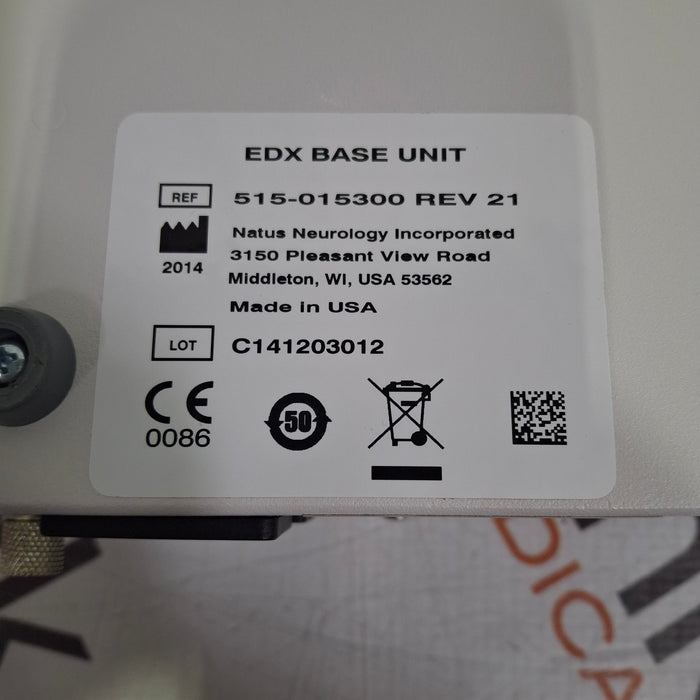 EDX BASE UNIT
REF 515-015300 REV 21
Natus Neurology Incorporated
3150 Pleasant View Road
2014
Middleton, WI, USA 53562
Made in USA
LOT C141203012
CE
0086
50
DICA